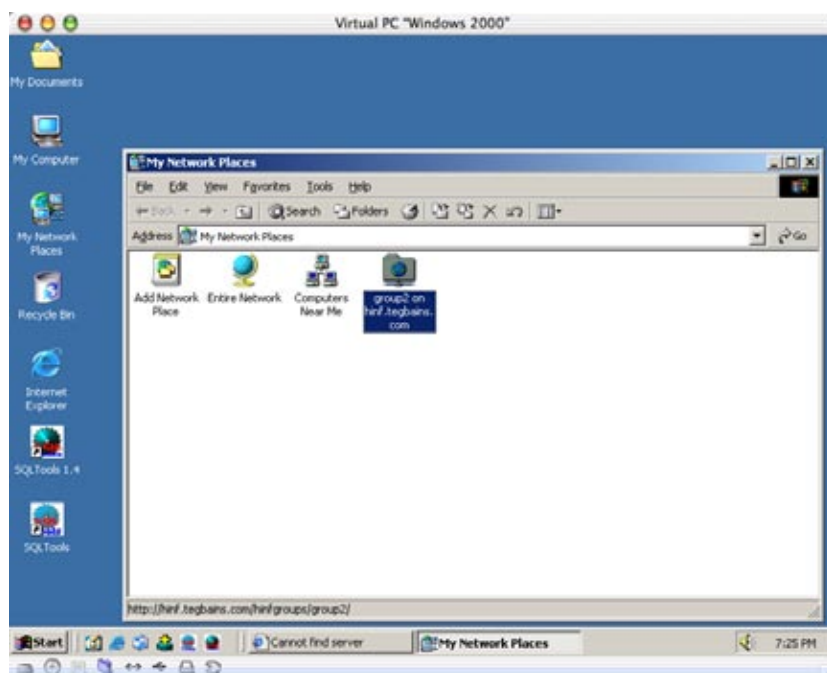 Virtual PC "Windows 2000"
My Documents
My Computer
My Network
Places
Recycle Bin
Internet
Explorer
SQLTools 1.4
SQLTools
My Network Places
File Edit View Favorites Tools Help
Back Search Folders
Address My Network Places Go
Add Network
Place
Entire Network
Computers
Near Me
group2 on
hinf.tegbains.
com
http://hinf.tegbains.com/hinfgroups/group2/
Start Cannot find server My Network Places 7:25 PM